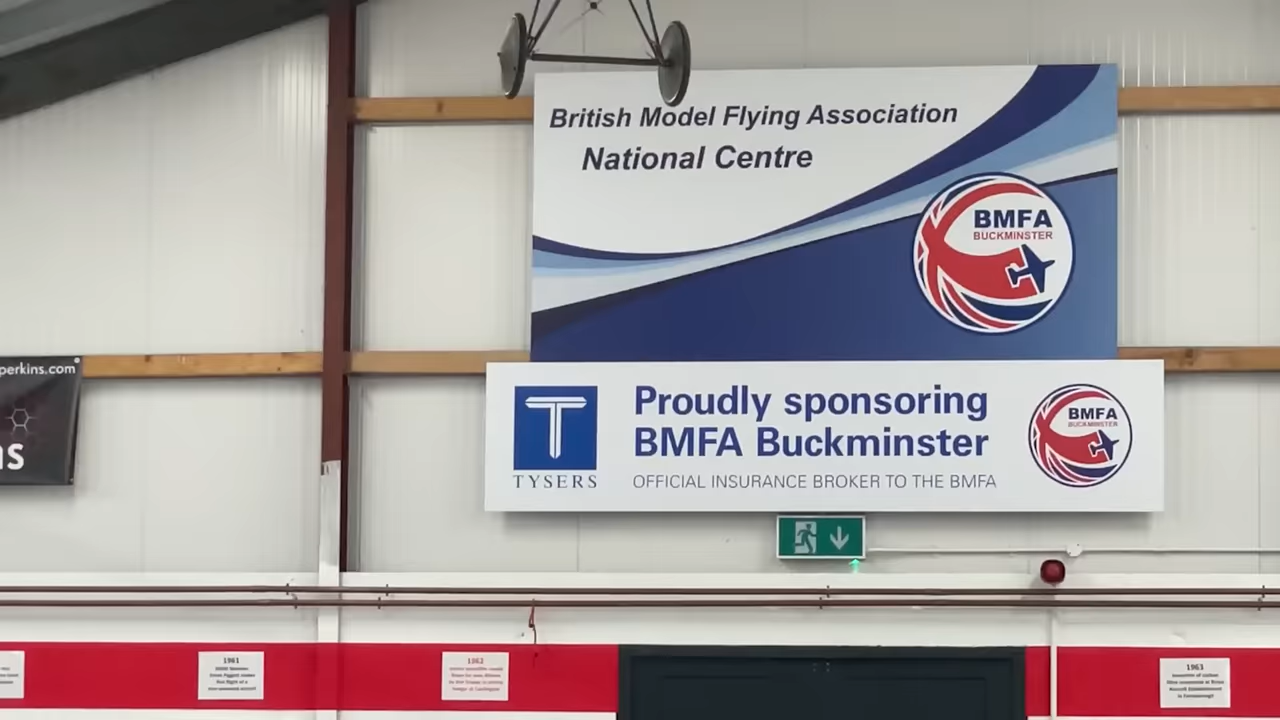 British Model Flying Association
National Centre
BMFA
BUCKMINSTER
perkins.com
ns
T
TYSERS
Proudly sponsoring
BMFA Buckminster
OFFICIAL INSURANCE BROKER TO THE BMFA
BMFA
BUCKMINSTER
1961
1962
1963